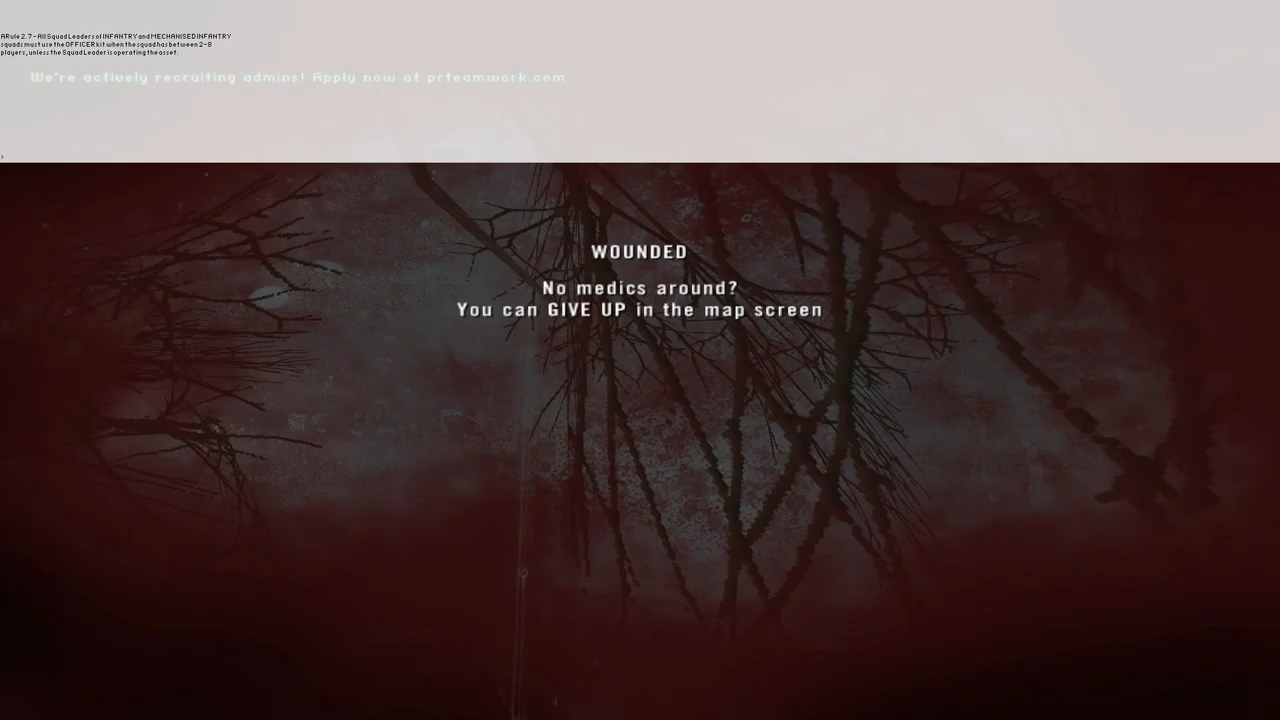 ARule 2.7 - All Squad Leaders of INFANTRY and MECHANISED INFANTRY
squads must use the OFFICER kit when the squad has between 2-8
players, unless the Squad Leader is operating the asset.
We're actively recruiting admins! Apply now at prteamwork.com
>
WOUNDED
No medics around?
You can GIVE UP in the map screen